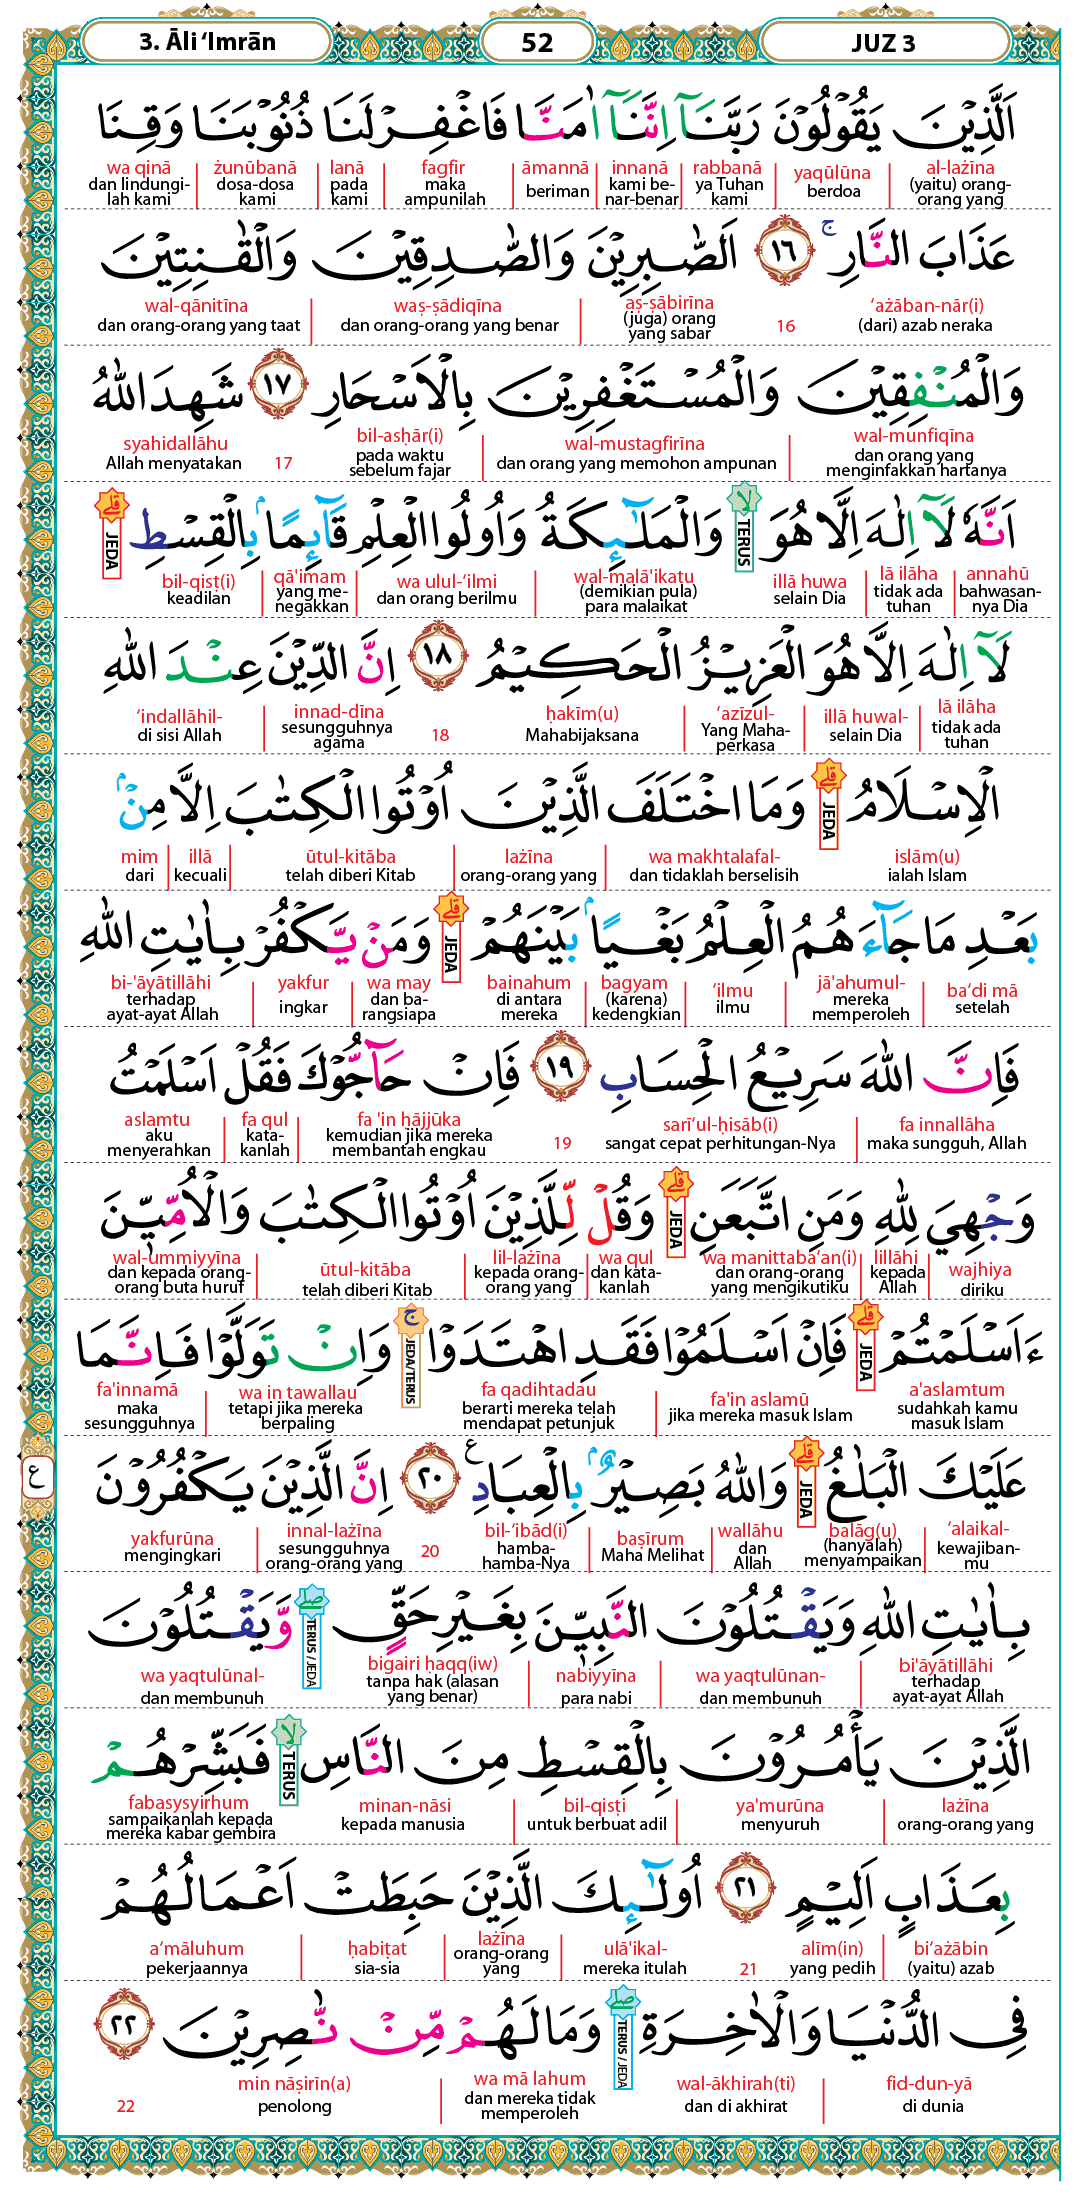 3. Āli ‘Imrān
52
JUZ 3
اَلَّذِيْنَ يَقُوْلُوْنَ رَبَّنَآ اِنَّنَآ اٰمَنَّا فَاغْفِرْ لَنَا ذُنُوْبَنَا وَقِنَا
al-lażīna yaqūlūna rabbanā innanā āmannā fagfir lanā żunūbanā wa qinā
(yaitu) orang-orang yang berdoa ya Tuhan kami kami benar-benar beriman maka ampunilah pada kami dosa-dosa kami dan lindungilah kami
عَذَابَ النَّارِۚ ١٦ اَلصّٰبِرِيْنَ وَالصّٰدِقِيْنَ وَالْقٰنِتِيْنَ
‘ażāban-nār(i) 16 aṣ-ṣābirīna waṣ-ṣādiqīna wal-qānitīna
(dari) azab neraka (juga) orang yang sabar dan orang-orang yang benar dan orang-orang yang taat
وَالْمُنْفِقِيْنَ وَالْمُسْتَغْفِرِيْنَ بِالْاَسْحَارِ ١٧ شَهِدَ اللّٰهُ
wal-munfiqīna wal-mustagfirīna bil-asḥār(i) 17 syahidallāhu
dan orang yang menginfakkan hartanya dan orang yang memohon ampunan pada waktu sebelum fajar Allah menyatakan
اَنَّهٗ لَآ اِلٰهَ اِلَّا هُوَ لا TERUS وَالْمَلٰۤىِٕكَةُ وَاُولُوا الْعِلْمِ قَاۤىِٕمًاۢ بِالْقِسْطِ قلى JEDA
annahū lā ilāha illā huwa wal-malā'ikatu wa ulul-‘ilmi qā'imam bil-qisṭ(i)
bahwasannya Dia tidak ada tuhan selain Dia (demikian pula) para malaikat dan orang berilmu yang menegakkan keadilan
لَآ اِلٰهَ اِلَّا هُوَ الْعَزِيْزُ الْحَكِيْمُ ١٨ اِنَّ الدِّيْنَ عِنْدَ اللّٰهِ
lā ilāha illā huwal- ‘azīzul- ḥakīm(u) 18 innad-dīna ‘indallāhil-
tidak ada tuhan selain Dia Yang Mahaperkasa Mahabijaksana sesungguhnya agama di sisi Allah
الْاِسْلَامُ قلى JEDA وَمَا اخْتَلَفَ الَّذِيْنَ اُوْتُوا الْكِتٰبَ اِلَّا مِنْۢ
islām(u) wa makhtalafal- lażīna ūtul-kitāba illā mim
ialah Islam dan tidaklah berselisih orang-orang yang telah diberi Kitab kecuali dari
بَعْدِ مَا جَاۤءَهُمُ الْعِلْمُ بَغْيًاۢ بَيْنَهُمْ قلى JEDA وَمَنْ يَّكْفُرْ بِاٰيٰتِ اللّٰهِ
ba‘di mā jā'ahumul- ‘ilmu bagyam bainahum wa may yakfur bi-'āyātillāhi
setelah mereka memperoleh ilmu (karena) kedengkian di antara mereka dan barangsiapa ingkar terhadap ayat-ayat Allah
فَاِنَّ اللّٰهَ سَرِيْعُ الْحِسَابِ ١٩ فَاِنْ حَاۤجُّوْكَ فَقُلْ اَسْلَمْتُ
fa innallāha sarī‘ul-ḥisāb(i) 19 fa 'in ḥājjūka fa qul aslamtu
maka sungguh, Allah sangat cepat perhitungan-Nya kemudian jika mereka membantah engkau katakanlah aku menyerahkan
وَجْهِيَ لِلّٰهِ وَمَنِ اتَّبَعَنِ قلى JEDA وَقُلْ لِّلَّذِيْنَ اُوْتُوا الْكِتٰبَ وَالْاُمِّيّٖنَ
wajhiya lillāhi wa manittaba‘an(i) wa qul lil-lażīna ūtul-kitāba wal-ummiyyīna
diriku kepada Allah dan orang-orang yang mengikutiku dan katakanlah kepada orang-orang yang telah diberi Kitab dan kepada orang-orang buta huruf
ءَاَسْلَمْتُمْ قلى JEDA فَاِنْ اَسْلَمُوْا فَقَدِ اهْتَدَوْا ج JEDA/TERUS وَاِنْ تَوَلَّوْا فَاِنَّمَا
a'aslamtum fa'in aslamū fa qadihtadau wa in tawallau fa'innamā
sudahkah kamu masuk Islam jika mereka masuk Islam berarti mereka telah mendapat petunjuk tetapi jika mereka berpaling maka sesungguhnya
ع
عَلَيْكَ الْبَلٰغُ قلى JEDA وَاللّٰهُ بَصِيْرٌۢ بِالْعِبَادِ ࣖ ٢٠ اِنَّ الَّذِيْنَ يَكْفُرُوْنَ
‘alaikal- balāg(u) wallāhu baṣīrum bil-‘ibād(i) 20 innal-lażīna yakfurūna
kewajiban-mu (hanyalah) menyampaikan dan Allah Maha Melihat hamba-hamba-Nya sesungguhnya orang-orang yang mengingkari
بِاٰيٰتِ اللّٰهِ وَيَقْتُلُوْنَ النَّبِيّٖنَ بِغَيْرِ حَقٍّ صلى TERUS / JEDA وَّيَقْتُلُوْنَ
bi'āyātillāhi wa yaqtulūnan- nabiyyīna bigairi ḥaqq(iw) wa yaqtulūnal-
terhadap ayat-ayat Allah dan membunuh para nabi tanpa hak (alasan yang benar) dan membunuh
الَّذِيْنَ يَأْمُرُوْنَ بِالْقِسْطِ مِنَ النَّاسِ لا TERUS فَبَشِّرْهُمْ
lażīna ya'murūna bil-qisṭi minan-nāsi fabasysyirhum
orang-orang yang menyuruh untuk berbuat adil kepada manusia sampaikanlah kepada mereka kabar gembira
بِعَذَابٍ اَلِيْمٍ ٢١ اُولٰۤىِٕكَ الَّذِيْنَ حَبِطَتْ اَعْمَالُهُمْ
bi‘ażābin alīm(in) 21 ulā'ikal- lażīna ḥabiṭat a‘māluhum
(yaitu) azab yang pedih mereka itulah orang-orang yang sia-sia pekerjaannya
فِى الدُّنْيَا وَالْاٰخِرَةِ صلى TERUS / JEDA وَمَا لَهُمْ مِّنْ نّٰصِرِيْنَ ٢٢
fid-dun-yā wal-ākhirah(ti) wa mā lahum min nāṣirīn(a) 22
di dunia dan di akhirat dan mereka tidak memperoleh penolong